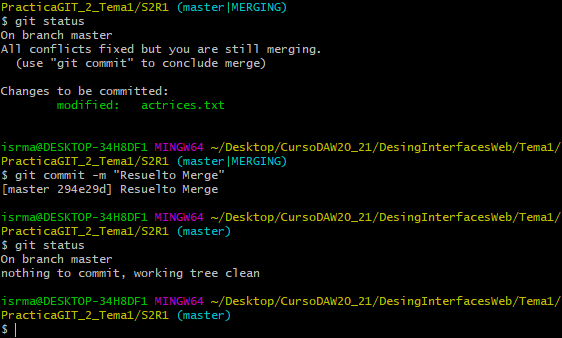 PracticaGIT_2_Tema1/S2R1 (master|MERGING)
$ git status
On branch master
All conflicts fixed but you are still merging.
  (use "git commit" to conclude merge)
Changes to be committed:
        modified:   actrices.txt
isrma@DESKTOP-34H8DF1 MINGW64 ~/Desktop/CursoDAW20_21/DesingInterfacesWeb/Tema1/
PracticaGIT_2_Tema1/S2R1 (master|MERGING)
$ git commit -m "Resuelto Merge"
[master 294e29d] Resuelto Merge
isrma@DESKTOP-34H8DF1 MINGW64 ~/Desktop/CursoDAW20_21/DesingInterfacesWeb/Tema1/
PracticaGIT_2_Tema1/S2R1 (master)
$ git status
On branch master
nothing to commit, working tree clean
isrma@DESKTOP-34H8DF1 MINGW64 ~/Desktop/CursoDAW20_21/DesingInterfacesWeb/Tema1/
PracticaGIT_2_Tema1/S2R1 (master)
$